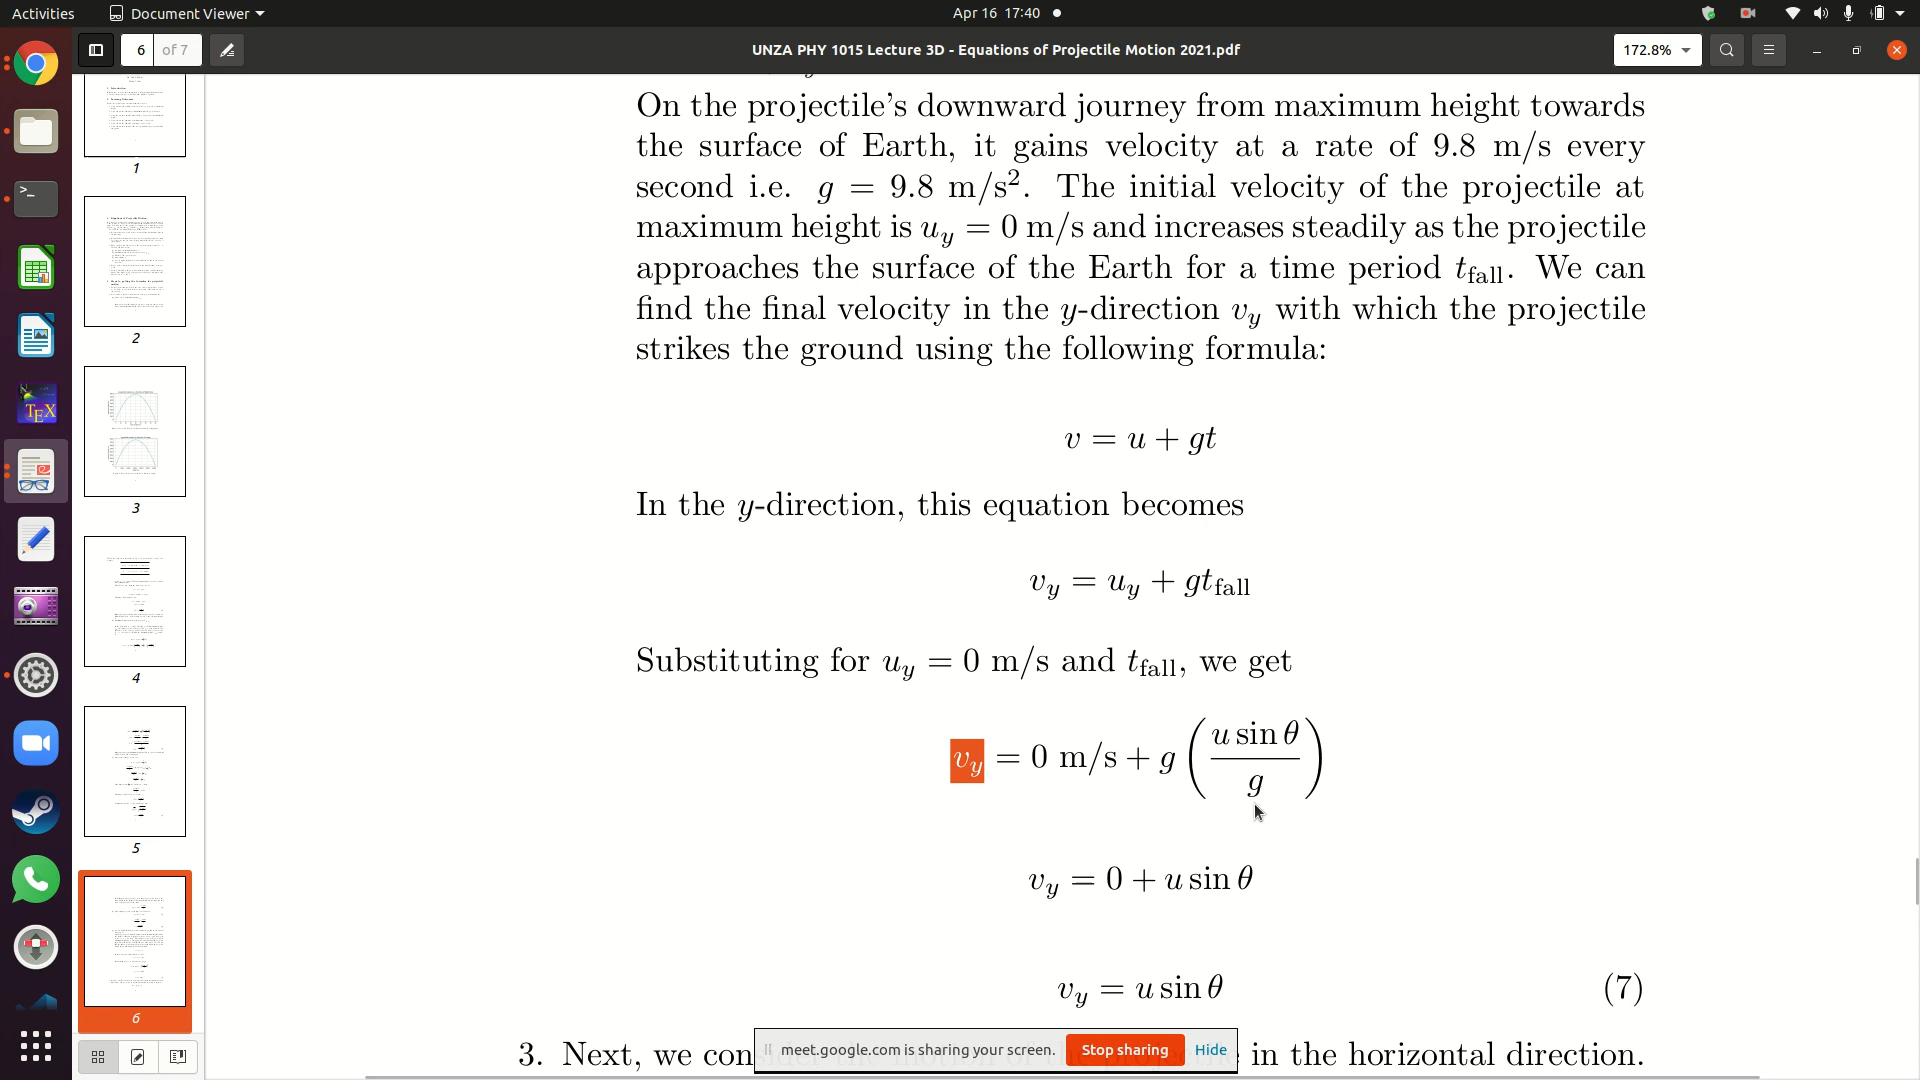 Activities
Document Viewer
Apr 16 17:40
6 of 7
UNZA PHY 1015 Lecture 3D - Equations of Projectile Motion 2021.pdf
172.8%
1
2
3
4
5
6
On the projectile's downward journey from maximum height towards
the surface of Earth, it gains velocity at a rate of 9.8 m/s every
second i.e. g = 9.8 m/s². The initial velocity of the projectile at
maximum height is u_y = 0 m/s and increases steadily as the projectile
approaches the surface of the Earth for a time period t_fall. We can
find the final velocity in the y-direction v_y with which the projectile
strikes the ground using the following formula:
v = u + gt
In the y-direction, this equation becomes
v_y = u_y + gt_fall
Substituting for u_y = 0 m/s and t_fall, we get
v_y = 0 m/s + g (u sin θ / g)
v_y = 0 + u sin θ
v_y = u sin θ (7)
3. Next, we con e in the horizontal direction.
meet.google.com is sharing your screen. Stop sharing Hide